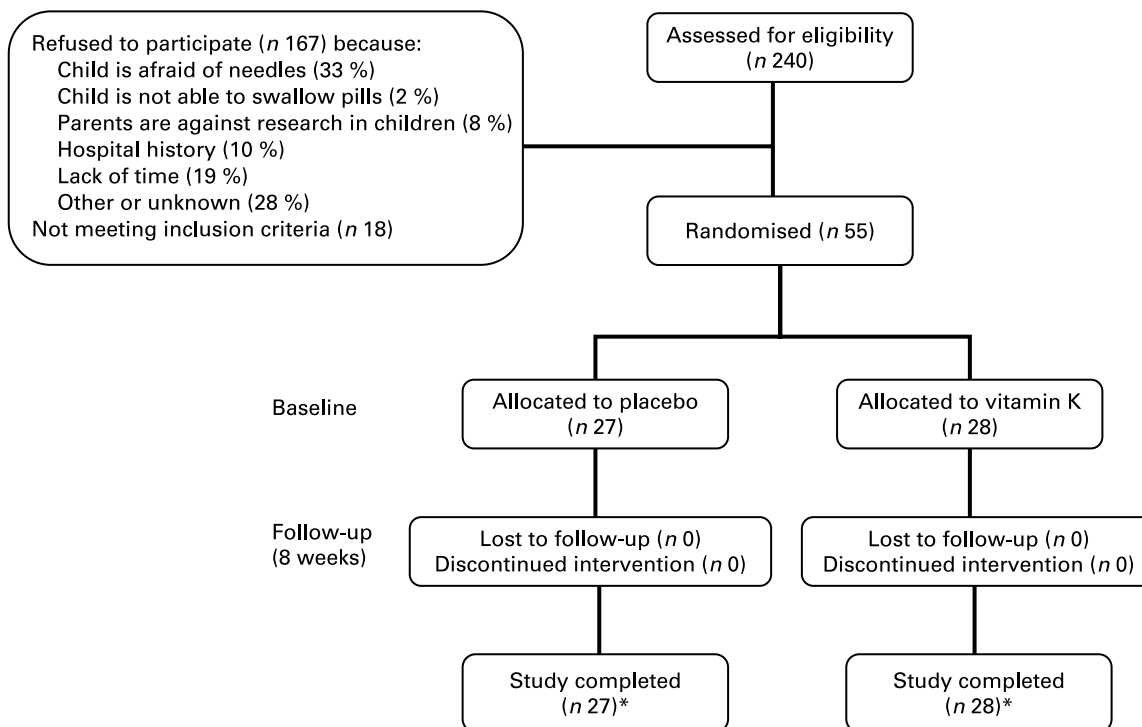 Refused to participate (n 167) because:
Child is afraid of needles (33 %)
Child is not able to swallow pills (2 %)
Parents are against research in children (8 %)
Hospital history (10 %)
Lack of time (19 %)
Other or unknown (28 %)
Not meeting inclusion criteria (n 18)
Assessed for eligibility
(n 240)
Randomised (n 55)
Baseline
Allocated to placebo
(n 27)
Allocated to vitamin K
(n 28)
Follow-up
(8 weeks)
Lost to follow-up (n 0)
Discontinued intervention (n 0)
Lost to follow-up (n 0)
Discontinued intervention (n 0)
Study completed
(n 27)*
Study completed
(n 28)*